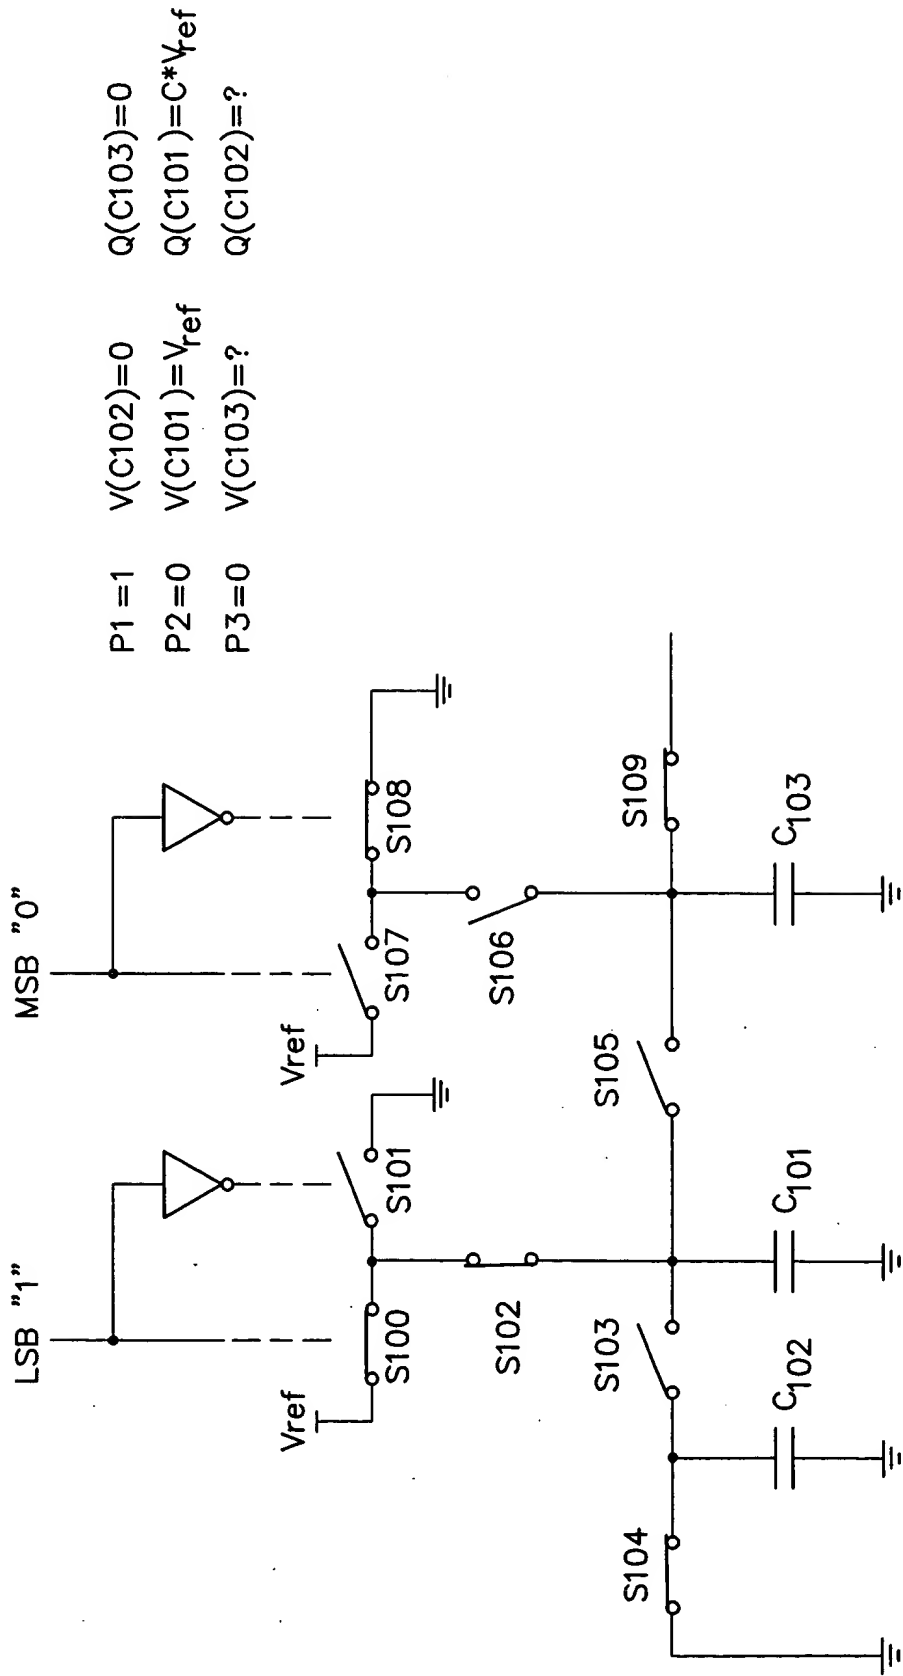 P1=1 V(C102)=0 Q(C103)=0
P2=0 V(C101)=Vref Q(C101)=C*Vref
P3=0 V(C103)=? Q(C102)=?
LSB "1"
MSB "0"
Vref
S100
S101
Vref
S107
S108
S102
S106
S104
S103
S105
S109
C102
C101
C103